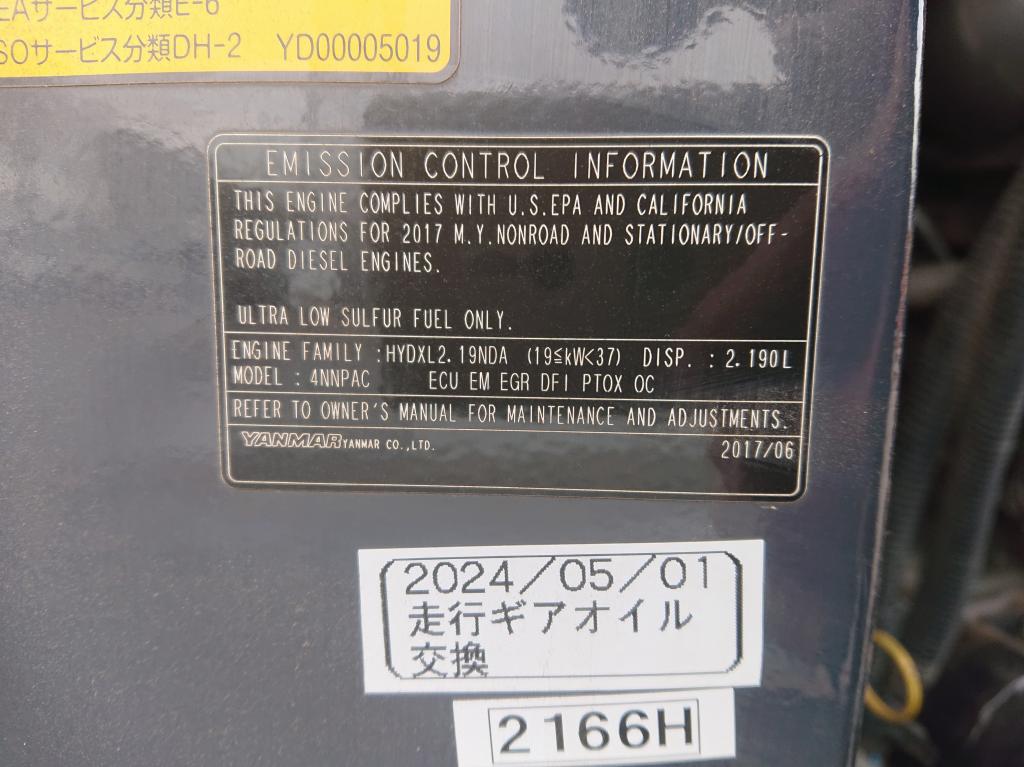 EAサービス分類E-6
SOサービス分類DH-2 YD00005019
EMISSION CONTROL INFORMATION
THIS ENGINE COMPLIES WITH U.S.EPA AND CALIFORNIA
REGULATIONS FOR 2017 M.Y.NONROAD AND STATIONARY/OFF-
ROAD DIESEL ENGINES.
ULTRA LOW SULFUR FUEL ONLY.
ENGINE FAMILY :HYDXL2.19NDA (19≦kW<37) DISP. : 2.190L
MODEL : 4NNPAC ECU EM EGR DFI PTOX OC
REFER TO OWNER'S MANUAL FOR MAINTENANCE AND ADJUSTMENTS.
YANMAR YANMAR CO.,LTD. 2017/06
2024/05/01
走行ギアオイル
交換
2166H